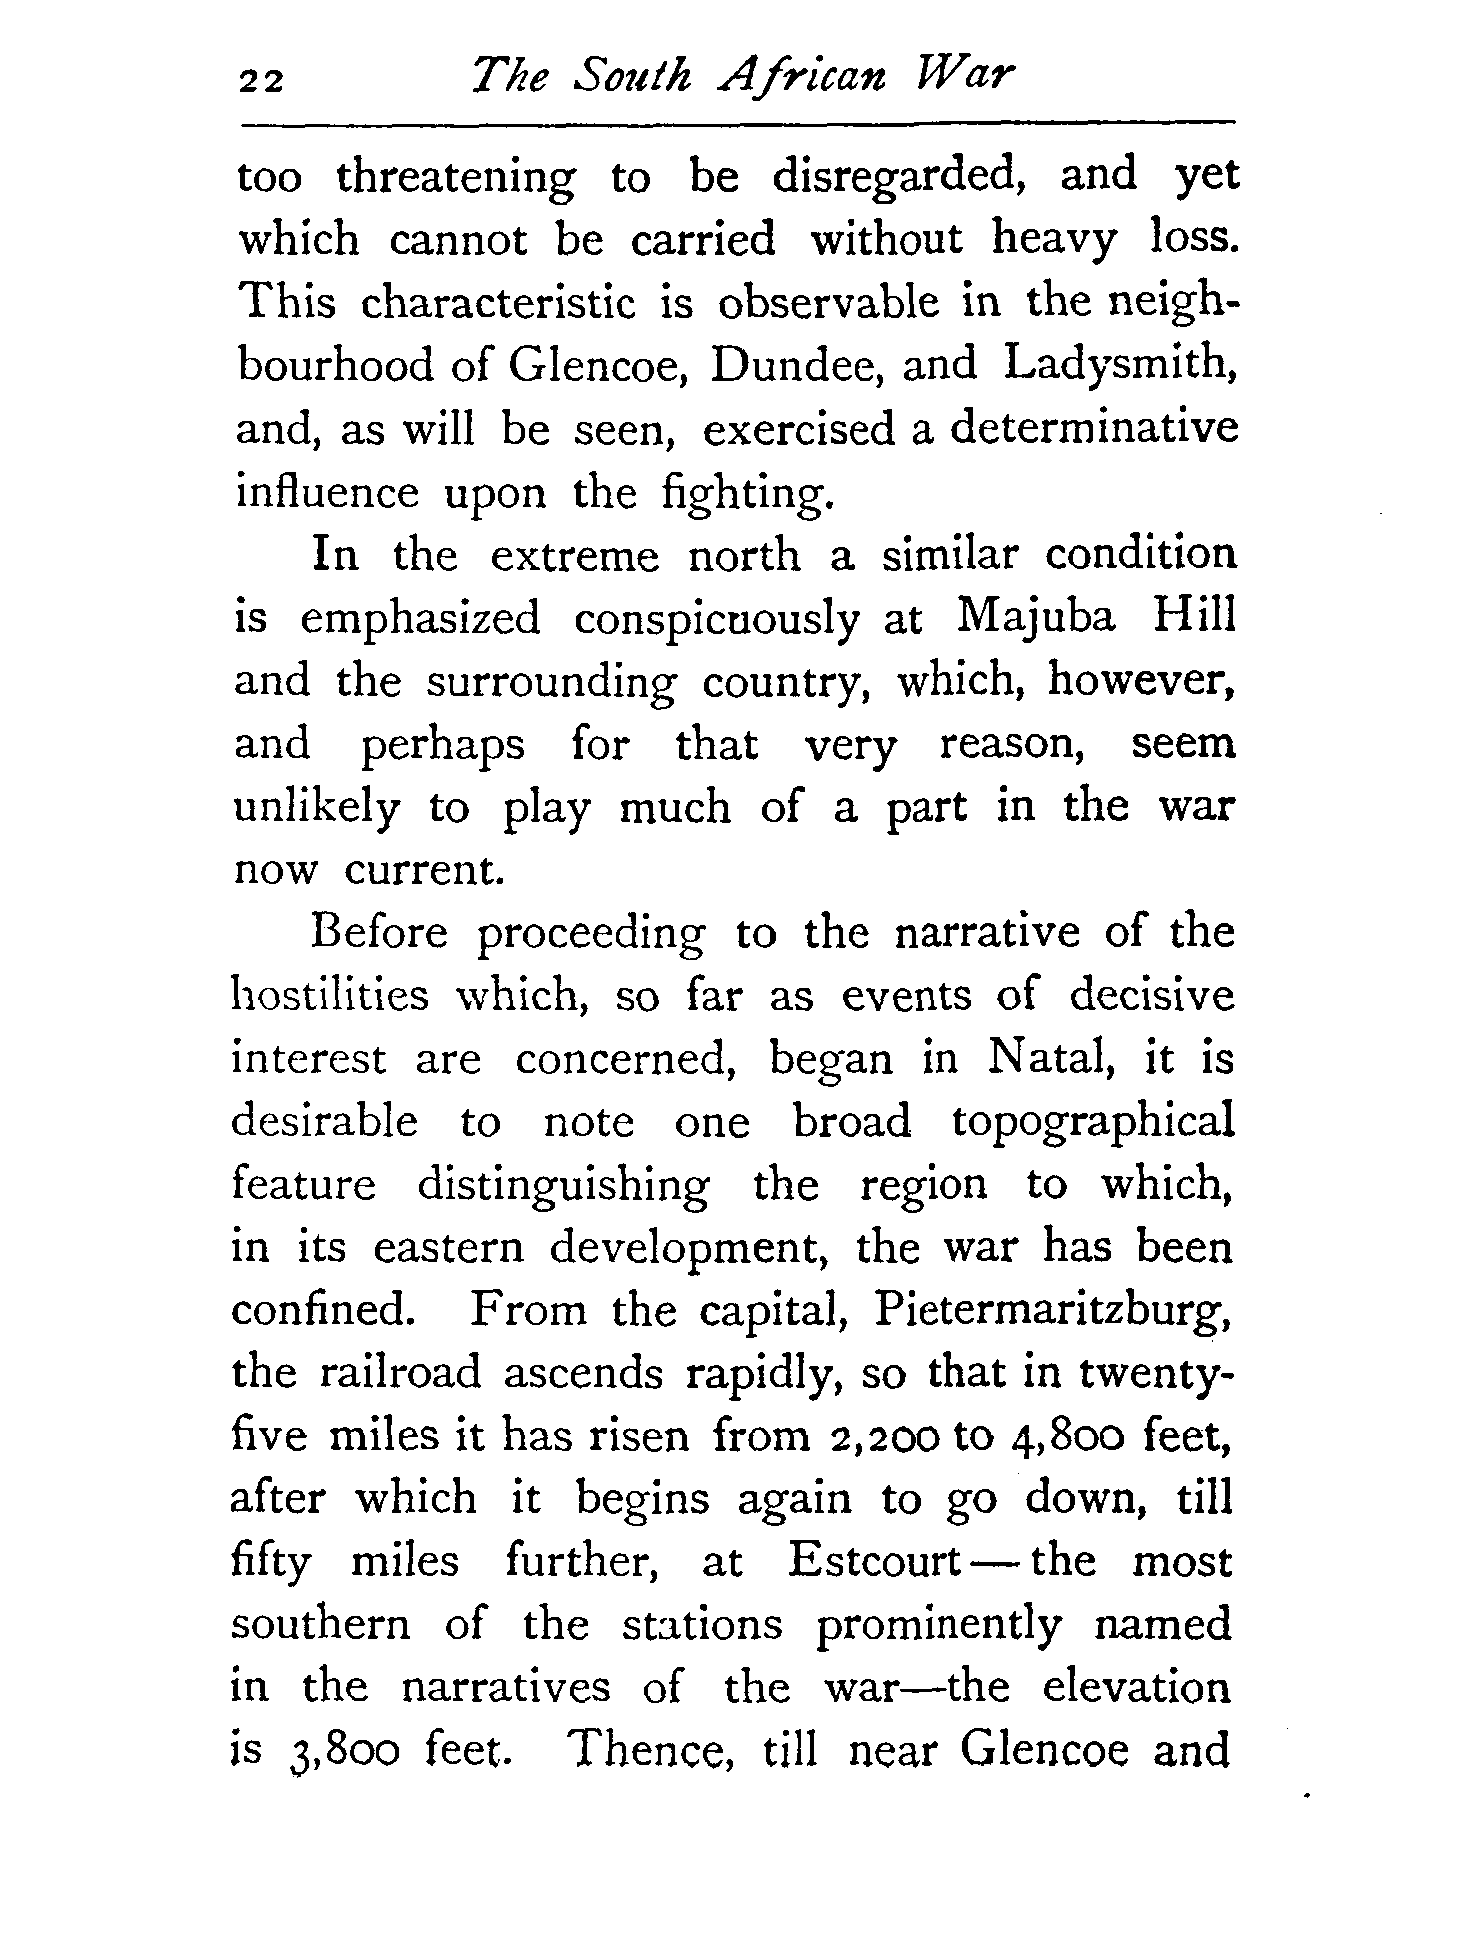 22 The South African War
too threatening to be disregarded, and yet
which cannot be carried without heavy loss.
This characteristic is observable in the neigh-
bourhood of Glencoe, Dundee, and Ladysmith,
and, as will be seen, exercised a determinative
influence upon the fighting.
In the extreme north a similar condition
is emphasized conspicuously at Majuba Hill
and the surrounding country, which, however,
and perhaps for that very reason, seem
unlikely to play much of a part in the war
now current.
Before proceeding to the narrative of the
hostilities which, so far as events of decisive
interest are concerned, began in Natal, it is
desirable to note one broad topographical
feature distinguishing the region to which,
in its eastern development, the war has been
confined. From the capital, Pietermaritzburg,
the railroad ascends rapidly, so that in twenty-
five miles it has risen from 2,200 to 4,800 feet,
after which it begins again to go down, till
fifty miles further, at Estcourt — the most
southern of the stations prominently named
in the narratives of the war—the elevation
is 3,800 feet. Thence, till near Glencoe and